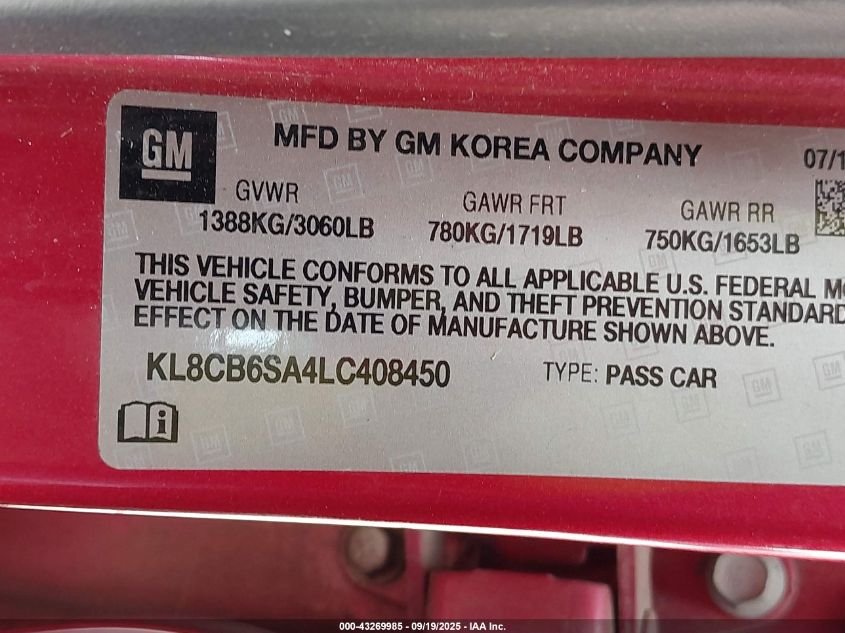 GM
MFD BY GM KOREA COMPANY
07/1
GVWR
GAWR FRT
GAWR RR
1388KG/3060LB
780KG/1719LB
750KG/1653LB
THIS VEHICLE CONFORMS TO ALL APPLICABLE U.S. FEDERAL MO
VEHICLE SAFETY, BUMPER, AND THEFT PREVENTION STANDARD
EFFECT ON THE DATE OF MANUFACTURE SHOWN ABOVE.
KL8CB6SA4LC408450
TYPE: PASS CAR
i
000-43269985 - 09/19/2025 - IAA Inc.